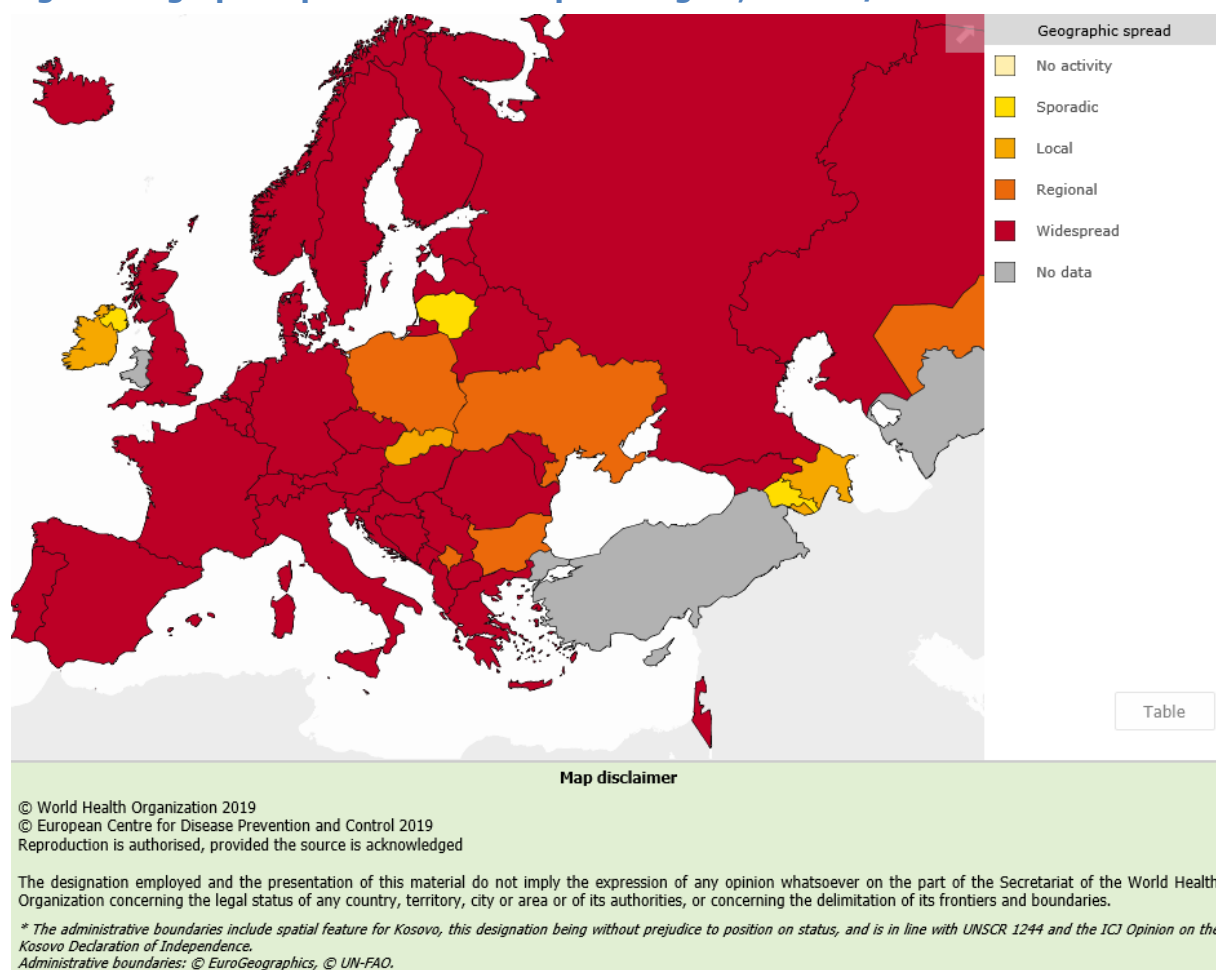 Geographic spread
No activity
Sporadic
Local
Regional
Widespread
No data
Table
Map disclaimer
© World Health Organization 2019
© European Centre for Disease Prevention and Control 2019
Reproduction is authorised, provided the source is acknowledged
The designation employed and the presentation of this material do not imply the expression of any opinion whatsoever on the part of the Secretariat of the World Health
Organization concerning the legal status of any country, territory, city or area or of its authorities, or concerning the delimitation of its frontiers and boundaries.
* The administrative boundaries include spatial feature for Kosovo, this designation being without prejudice to position on status, and is in line with UNSCR 1244 and the ICJ Opinion on the
Kosovo Declaration of Independence.
Administrative boundaries: © EuroGeographics, © UN-FAO.